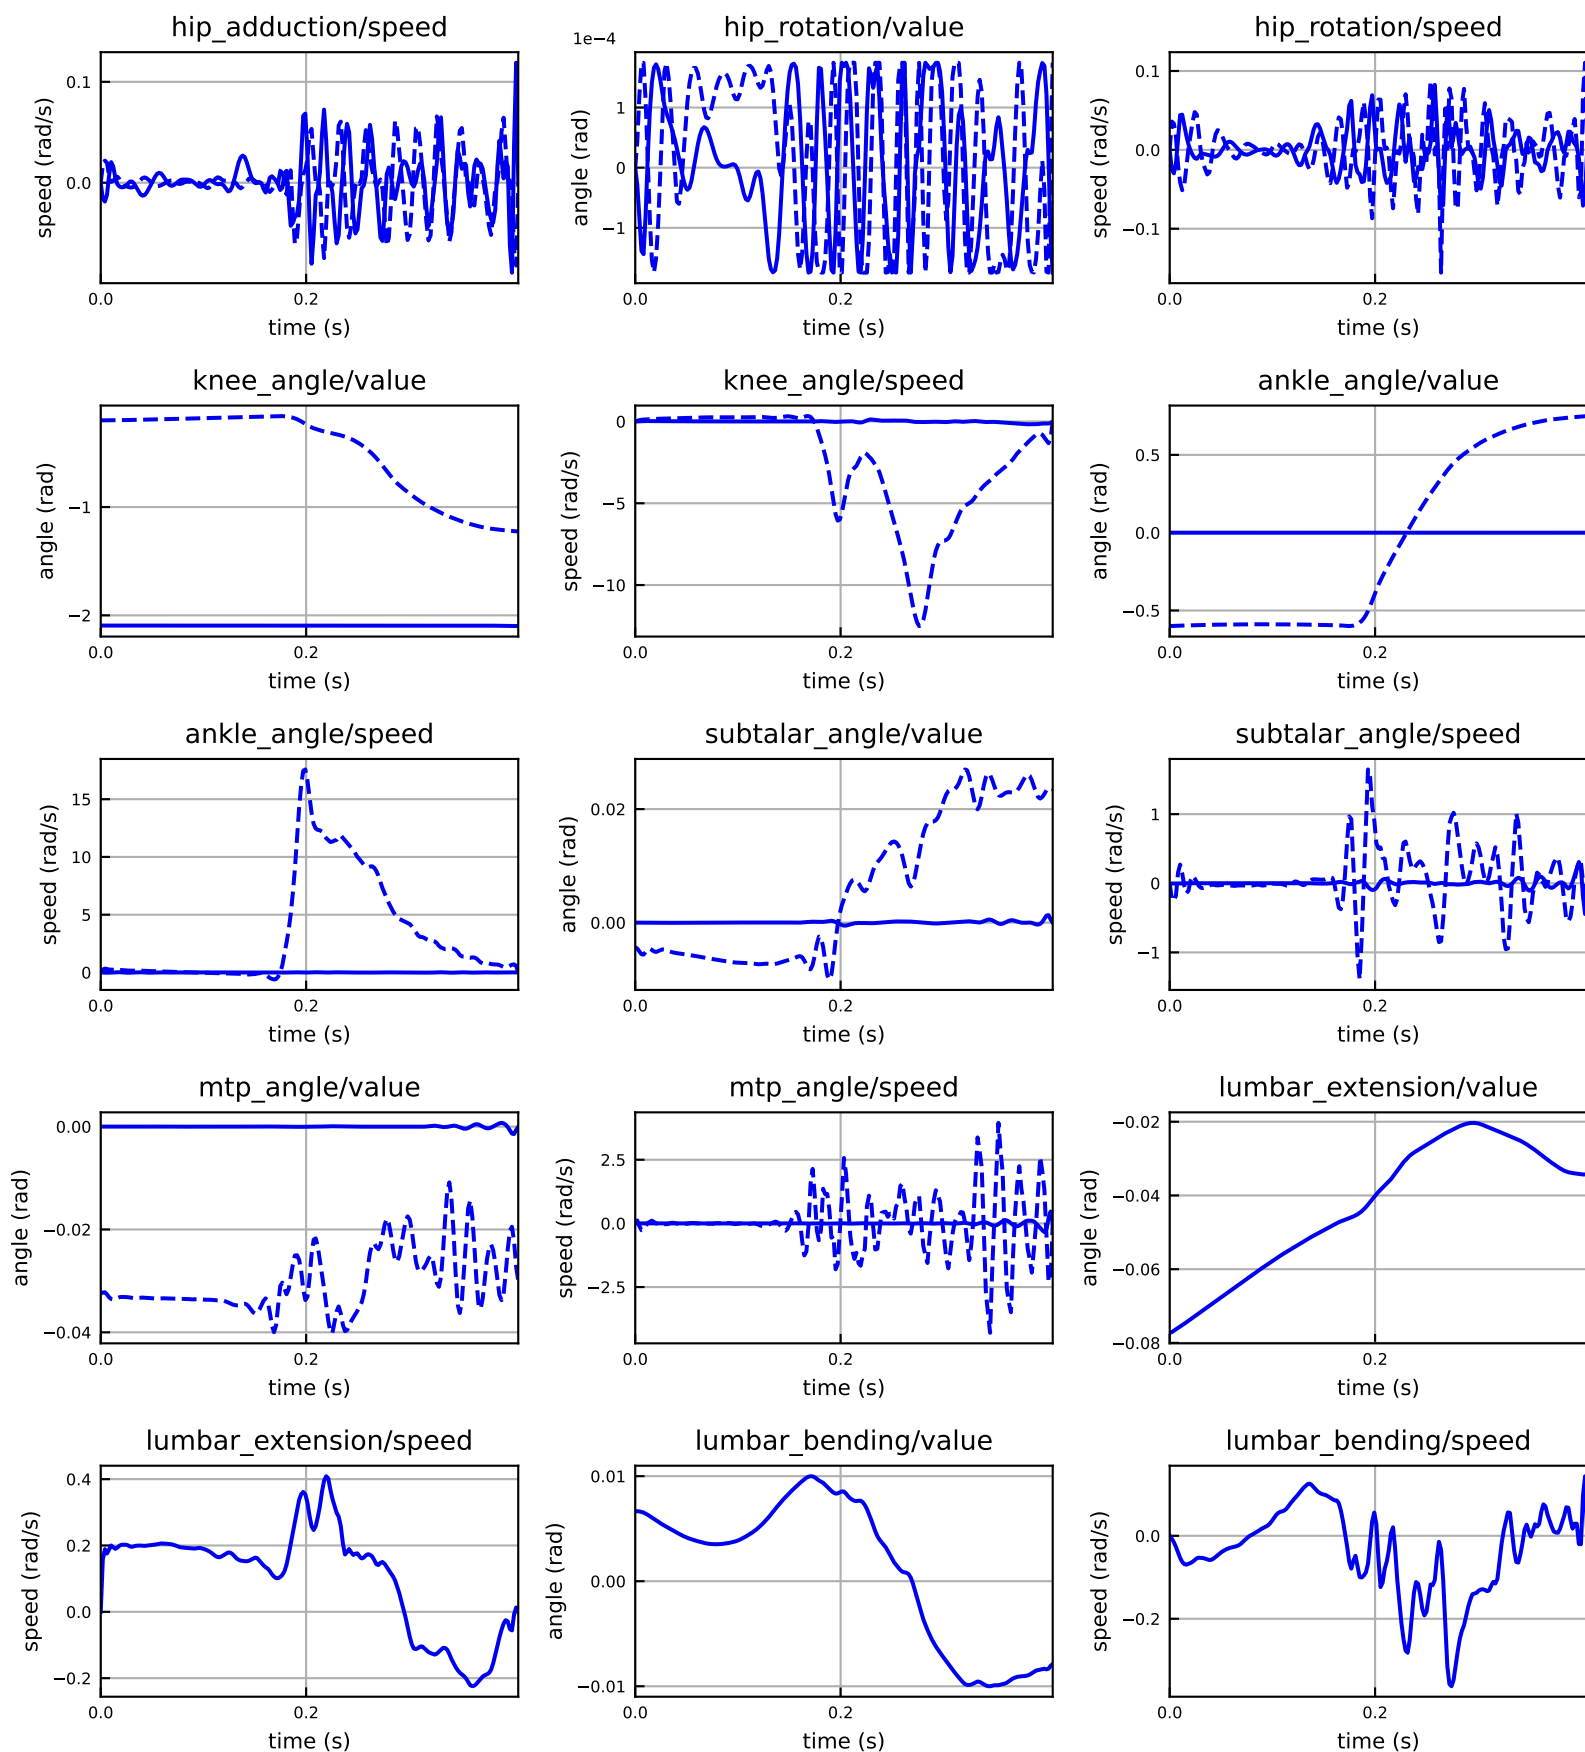 hip_adduction/speed
speed (rad/s)
0.1
0.0
0.0
0.2
time (s)
hip_rotation/value
1e−4
angle (rad)
1
0
−1
0.0
0.2
time (s)
hip_rotation/speed
speed (rad/s)
0.1
0.0
−0.1
0.0
0.2
time (s)
knee_angle/value
angle (rad)
−1
−2
0.0
0.2
time (s)
knee_angle/speed
speed (rad/s)
0
−5
−10
0.0
0.2
time (s)
ankle_angle/value
angle (rad)
0.5
0.0
−0.5
0.0
0.2
time (s)
ankle_angle/speed
speed (rad/s)
15
10
5
0
0.0
0.2
time (s)
subtalar_angle/value
angle (rad)
0.02
0.00
0.0
0.2
time (s)
subtalar_angle/speed
speed (rad/s)
1
0
−1
0.0
0.2
time (s)
mtp_angle/value
angle (rad)
0.00
−0.02
−0.04
0.0
0.2
time (s)
mtp_angle/speed
speed (rad/s)
2.5
0.0
−2.5
0.0
0.2
time (s)
lumbar_extension/value
angle (rad)
−0.02
−0.04
−0.06
−0.08
0.0
0.2
time (s)
lumbar_extension/speed
speed (rad/s)
0.4
0.2
0.0
−0.2
0.0
0.2
time (s)
lumbar_bending/value
angle (rad)
0.01
0.00
−0.01
0.0
0.2
time (s)
lumbar_bending/speed
speed (rad/s)
0.0
−0.2
0.0
0.2
time (s)